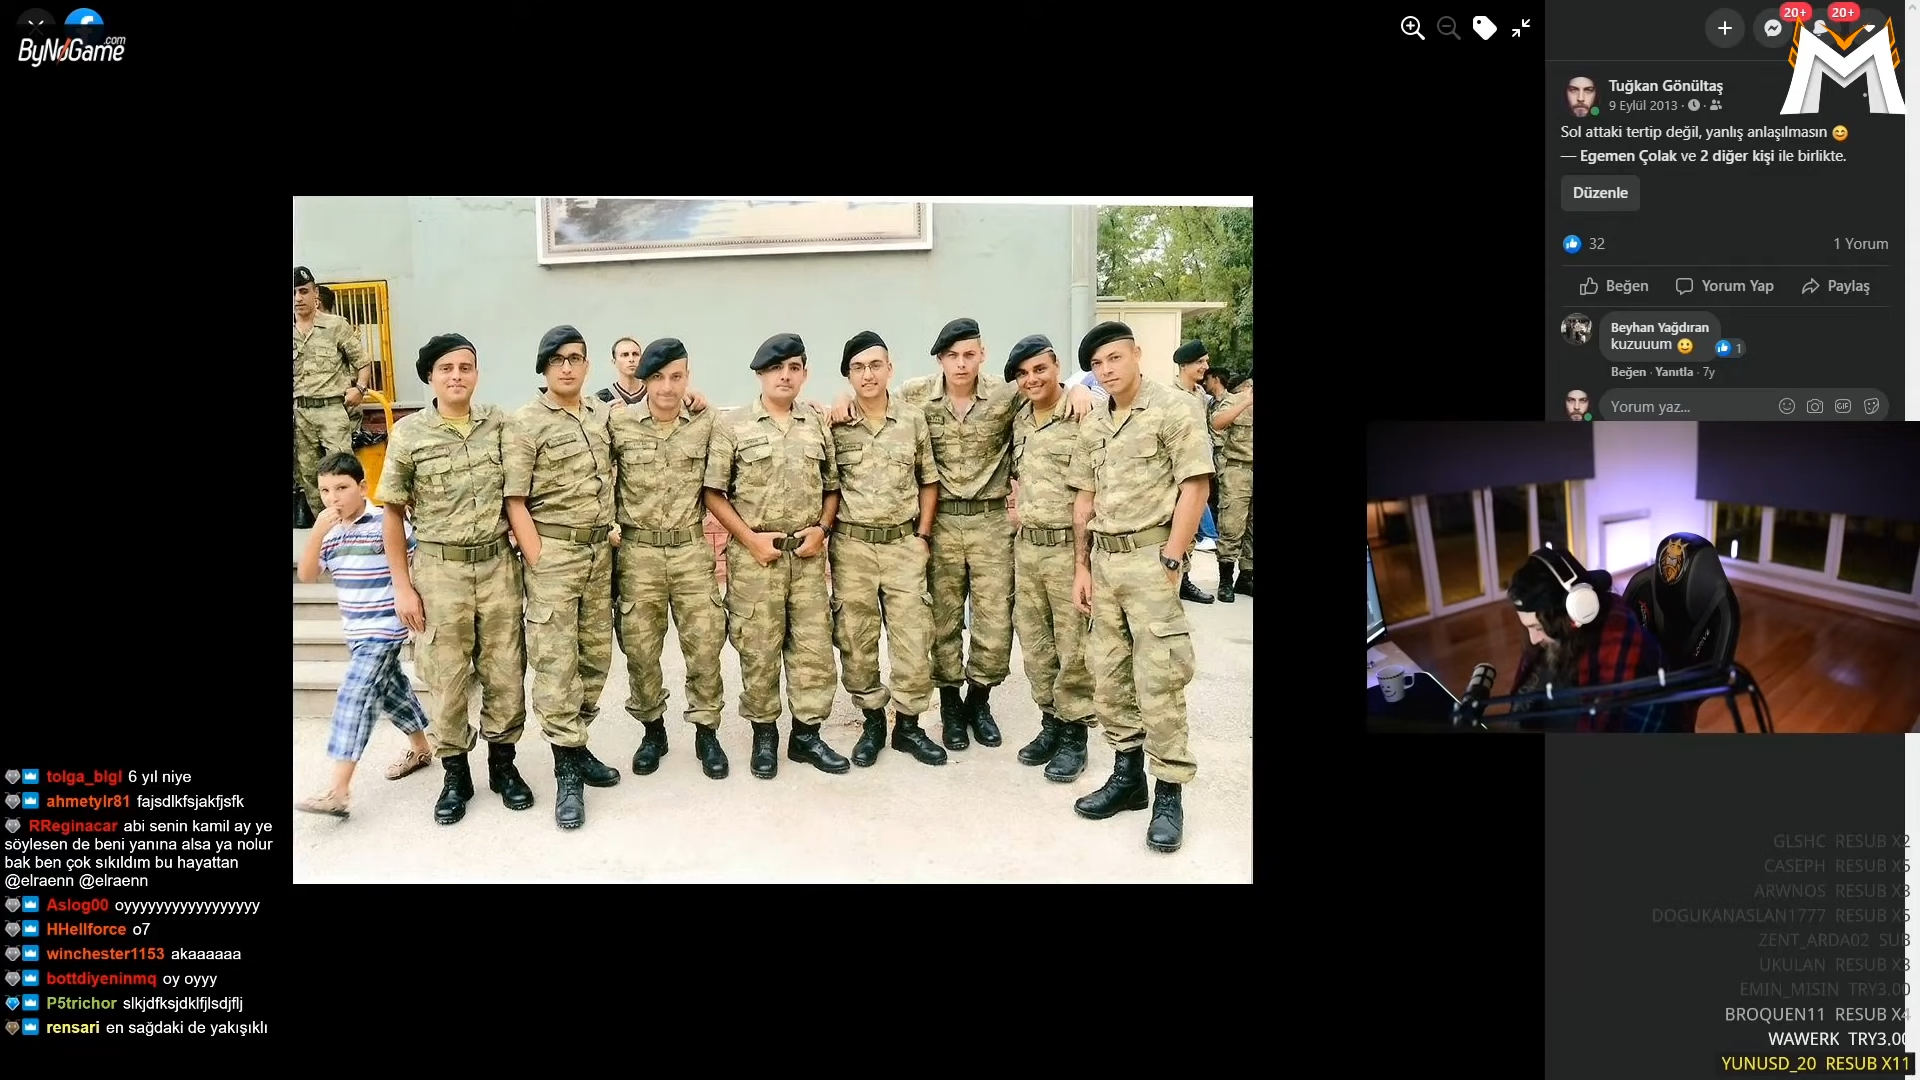 ByNoGame.com
20+
20+
Tuğkan Gönültaş
9 Eylül 2013
Sol attaki tertip değil, yanlış anlaşılmasın 😊
— Egemen Çolak ve 2 diğer kişi ile birlikte.
Düzenle
32
1 Yorum
Beğen
Yorum Yap
Paylaş
Beyhan Yağdıran
kuzuuum 🙂
1
Beğen · Yanıtla · 7y
Yorum yaz...
GIF
tolga_blgl 6 yıl niye
ahmetylr81 fajsdlkfsjakfjsfk
RReginacar abi senin kamil ay ye
söylesen de beni yanına alsa ya nolur
bak ben çok sıkıldım bu hayattan
@elraenn @elraenn
Aslog00 oyyyyyyyyyyyyyyyyy
HHellforce o7
winchester1153 akaaaaaa
bottdiyeninmq oy oyyy
P5trichor slkjdfksjdklfjlsdjflj
rensari en sağdaki de yakışıklı
GLSHC RESUB X2
CASEPH RESUB X5
ARWNOS RESUB X3
DOGUKANASLAN1777 RESUB X5
ZENT_ARDA02 SUB
UKULAN RESUB X3
EMIN_MISIN TRY3.00
BROQUEN11 RESUB X4
WAWERK TRY3.00
YUNUSD_20 RESUB X11